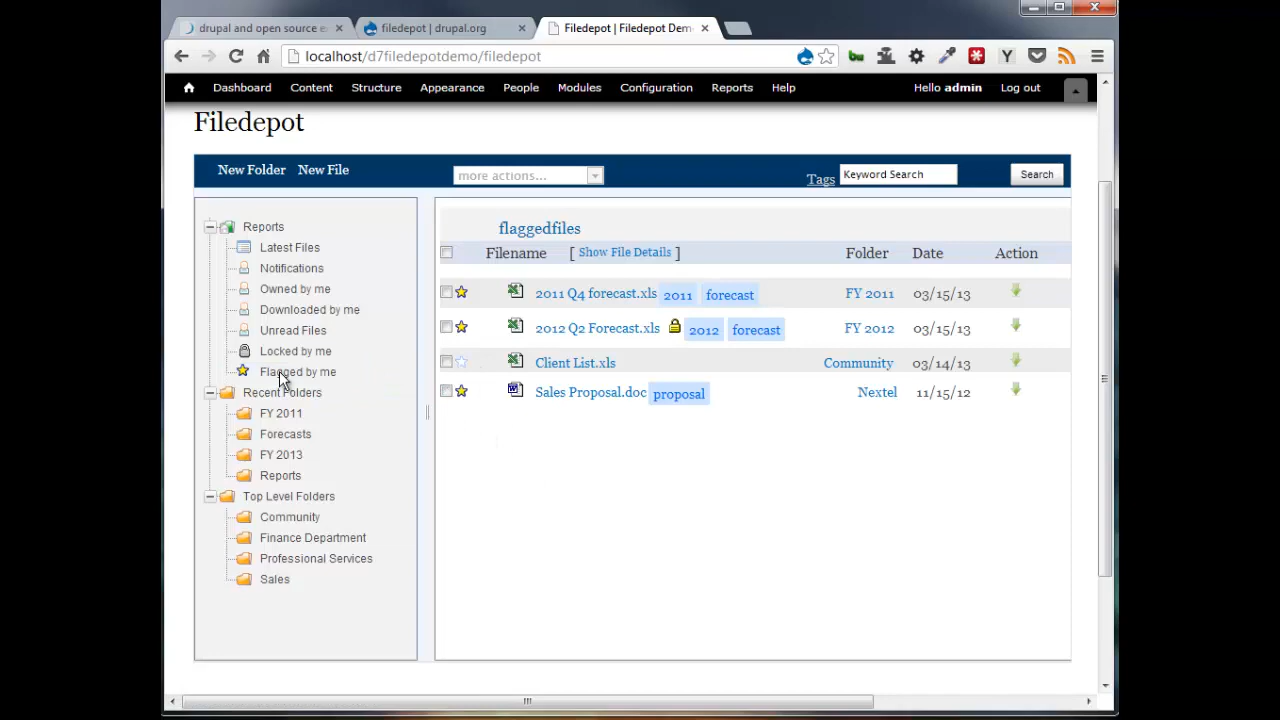 drupal and open source e
filedepot | drupal.org
Filedepot | Filedepot Dem
localhost/d7filedepotdemo/filedepot
Dashboard Content Structure Appearance People Modules Configuration Reports Help Hello admin Log out
Filedepot
New Folder New File more actions... Tags Keyword Search Search
Reports
Latest Files
Notifications
Owned by me
Downloaded by me
Unread Files
Locked by me
Flagged by me
Recent Folders
FY 2011
Forecasts
FY 2013
Reports
Top Level Folders
Community
Finance Department
Professional Services
Sales
flaggedfiles
Filename [ Show File Details ] Folder Date Action
2011 Q4 forecast.xls 2011 forecast FY 2011 03/15/13
2012 Q2 Forecast.xls 2012 forecast FY 2012 03/15/13
Client List.xls Community 03/14/13
Sales Proposal.doc proposal Nextel 11/15/12